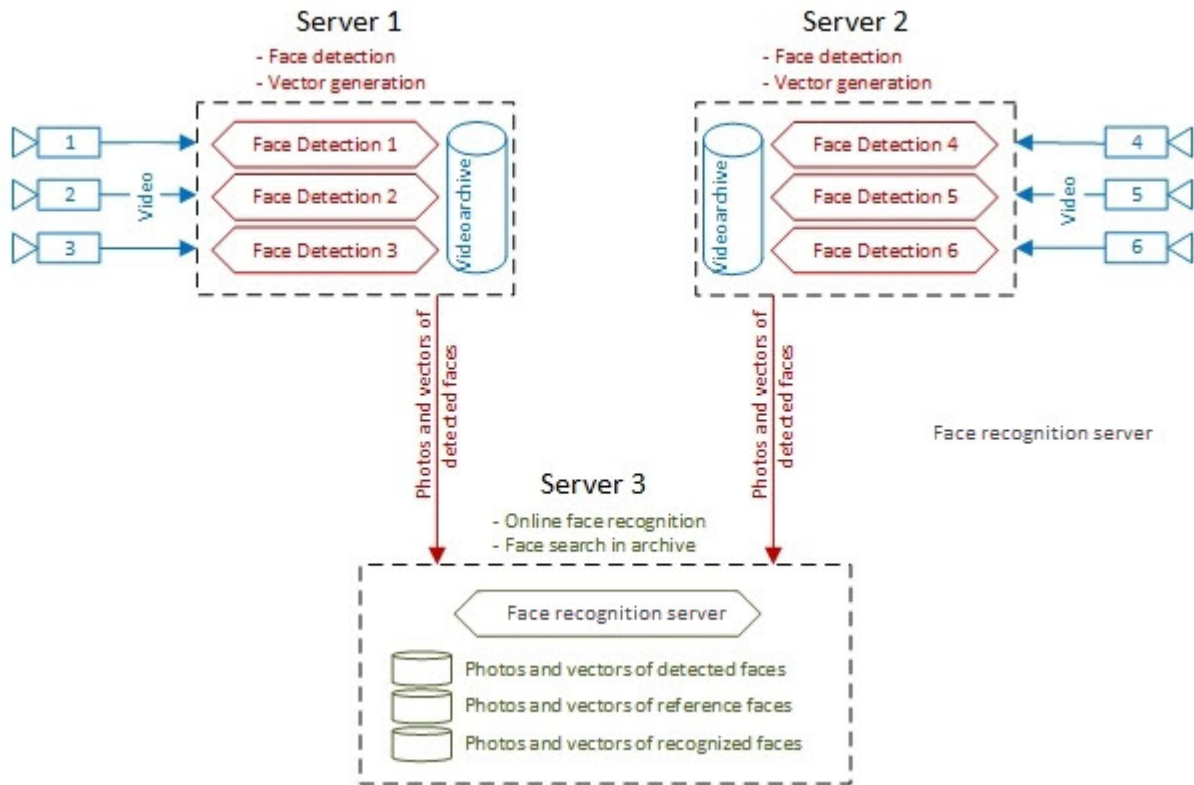 Server 1
- Face detection
- Vector generation
1
2
3
Video
Face Detection 1
Face Detection 2
Face Detection 3
Videoarchive
Server 2
- Face detection
- Vector generation
Videoarchive
Face Detection 4
Face Detection 5
Face Detection 6
4
5
6
Video
Photos and vectors of
detected faces
Photos and vectors of
detected faces
Face recognition server
Server 3
- Online face recognition
- Face search in archive
Face recognition server
Photos and vectors of detected faces
Photos and vectors of reference faces
Photos and vectors of recognized faces